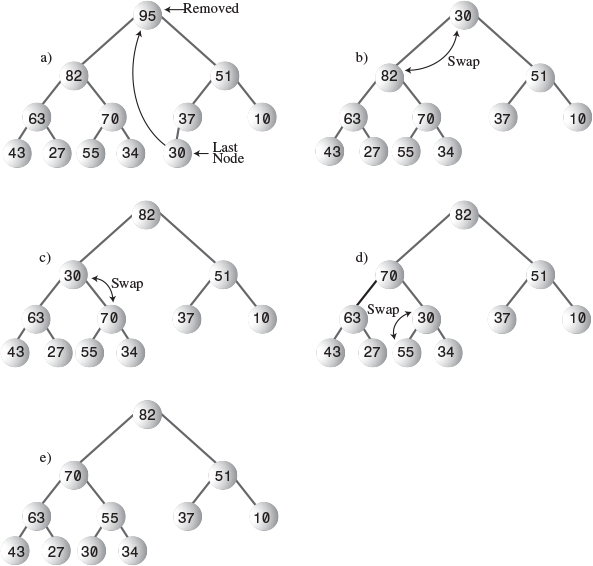 95 Removed
a)
82 51
63 70 37 10
43 27 55 34 30 Last
Node
30
b)
Swap
82 51
63 70 37 10
43 27 55 34
82
c)
30 51
Swap
63 70 37 10
43 27 55 34
82
d)
70 51
Swap
63 30 37 10
55
43 27 34
82
e)
70 51
63 55 37 10
43 27 30 34